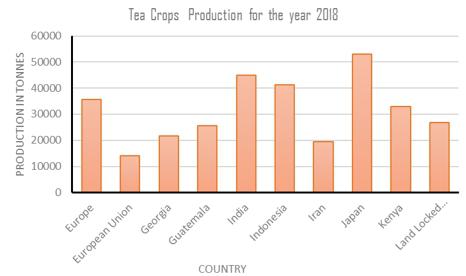 Tea Crops Production for the year 2018
PRODUCTION IN TONNES
60000
50000
40000
30000
20000
10000
0
Europe
European Union
Georgia
Guatemala
India
Indonesia
Iran
Japan
Kenya
Land Locked...
COUNTRY